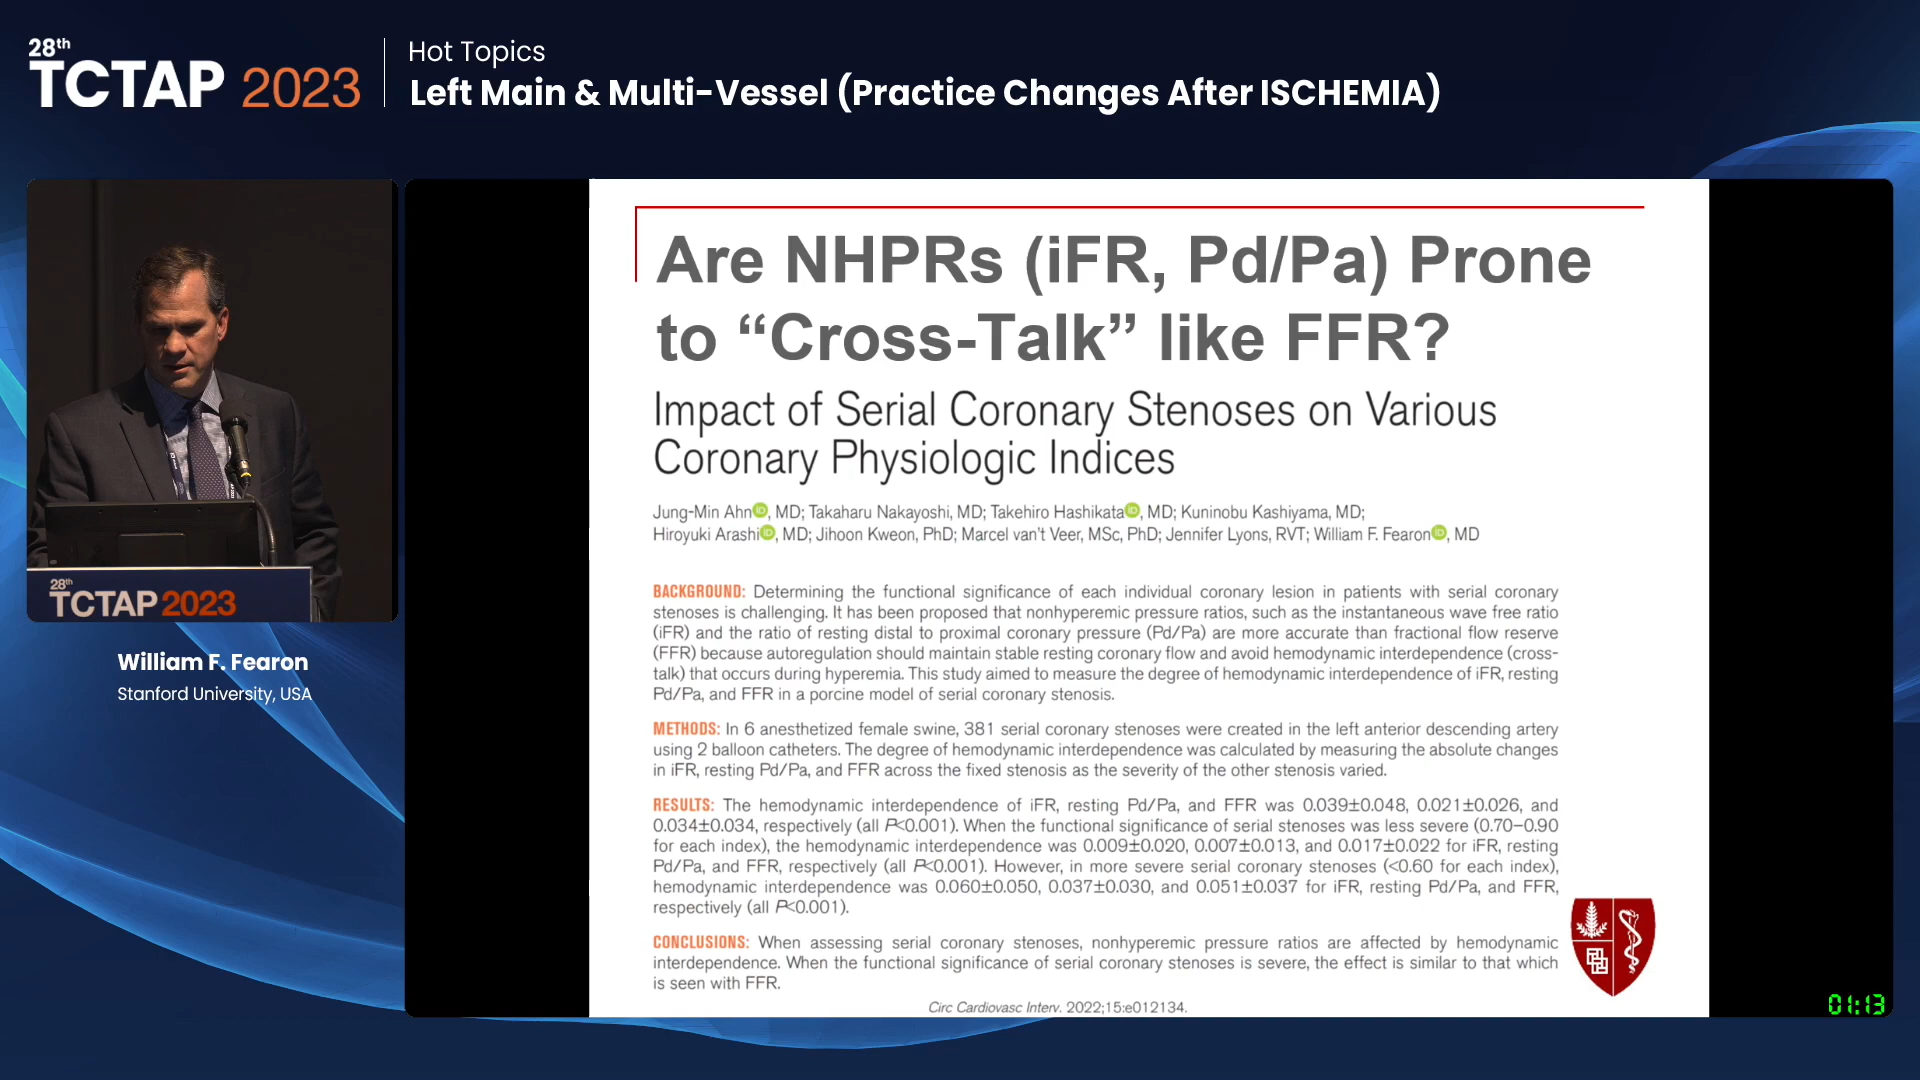 28th
TCTAP 2023
Hot Topics
Left Main & Multi-Vessel (Practice Changes After ISCHEMIA)
28th
TCTAP 2023
William F. Fearon
Stanford University, USA
Are NHPRs (iFR, Pd/Pa) Prone
to “Cross-Talk” like FFR?
Impact of Serial Coronary Stenoses on Various
Coronary Physiologic Indices
Jung-Min Ahn, MD; Takaharu Nakayoshi, MD; Takehiro Hashikata, MD; Kuninobu Kashiyama, MD;
Hiroyuki Arashi, MD; Jihoon Kweon, PhD; Marcel van’t Veer, MSc, PhD; Jennifer Lyons, RVT; William F. Fearon, MD
BACKGROUND: Determining the functional significance of each individual coronary lesion in patients with serial coronary
stenoses is challenging. It has been proposed that nonhyperemic pressure ratios, such as the instantaneous wave free ratio
(iFR) and the ratio of resting distal to proximal coronary pressure (Pd/Pa) are more accurate than fractional flow reserve
(FFR) because autoregulation should maintain stable resting coronary flow and avoid hemodynamic interdependence (cross-
talk) that occurs during hyperemia. This study aimed to measure the degree of hemodynamic interdependence of iFR, resting
Pd/Pa, and FFR in a porcine model of serial coronary stenosis.
METHODS: In 6 anesthetized female swine, 381 serial coronary stenoses were created in the left anterior descending artery
using 2 balloon catheters. The degree of hemodynamic interdependence was calculated by measuring the absolute changes
in iFR, resting Pd/Pa, and FFR across the fixed stenosis as the severity of the other stenosis varied.
RESULTS: The hemodynamic interdependence of iFR, resting Pd/Pa, and FFR was 0.039±0.048, 0.021±0.026, and
0.034±0.034, respectively (all P<0.001). When the functional significance of serial stenoses was less severe (0.70–0.90
for each index), the hemodynamic interdependence was 0.009±0.020, 0.007±0.013, and 0.017±0.022 for iFR, resting
Pd/Pa, and FFR, respectively (all P<0.001). However, in more severe serial coronary stenoses (<0.60 for each index),
hemodynamic interdependence was 0.060±0.050, 0.037±0.030, and 0.051±0.037 for iFR, resting Pd/Pa, and FFR,
respectively (all P<0.001).
CONCLUSIONS: When assessing serial coronary stenoses, nonhyperemic pressure ratios are affected by hemodynamic
interdependence. When the functional significance of serial coronary stenoses is severe, the effect is similar to that which
is seen with FFR.
Circ Cardiovasc Interv. 2022;15:e012134.
01:13